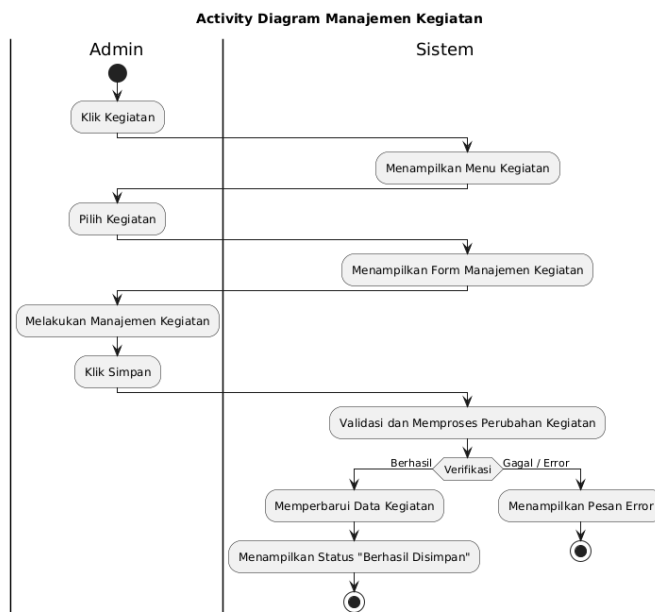 Activity Diagram Manajemen Kegiatan
Admin
Sistem
Klik Kegiatan
Menampilkan Menu Kegiatan
Pilih Kegiatan
Menampilkan Form Manajemen Kegiatan
Melakukan Manajemen Kegiatan
Klik Simpan
Validasi dan Memproses Perubahan Kegiatan
Berhasil
Verifikasi
Gagal / Error
Memperbarui Data Kegiatan
Menampilkan Pesan Error
Menampilkan Status "Berhasil Disimpan"